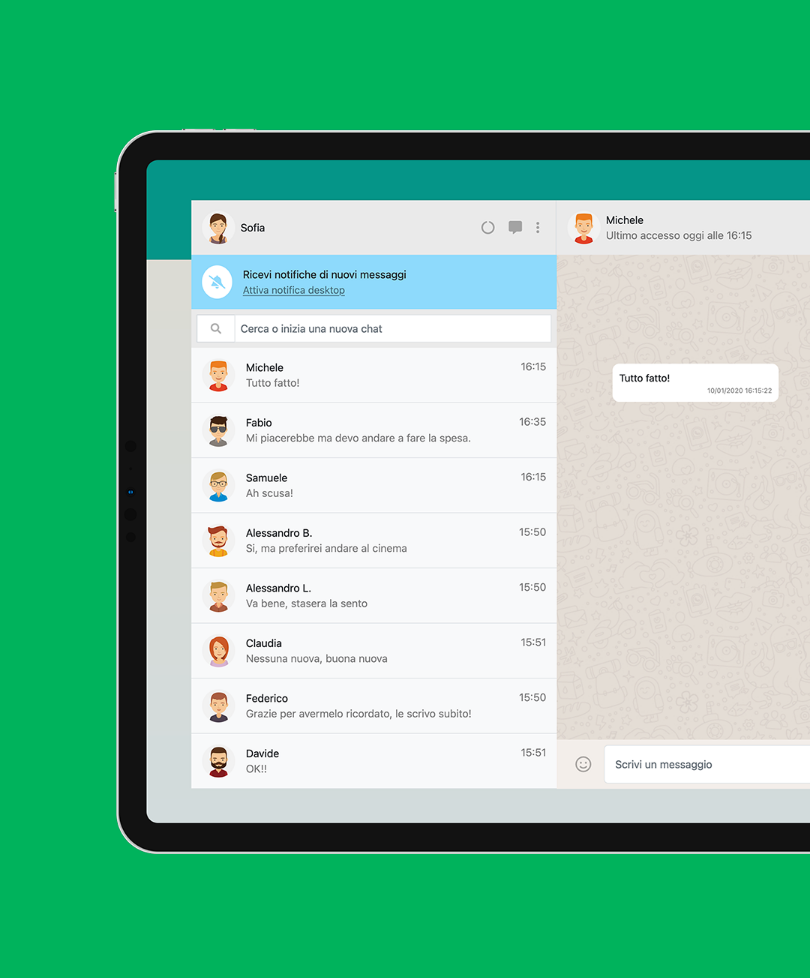 Sofia
Ricevi notifiche di nuovi messaggi
Attiva notifica desktop
Cerca o inizia una nuova chat
Michele 16:15
Tutto fatto!
Fabio 16:35
Mi piacerebbe ma devo andare a fare la spesa.
Samuele 16:15
Ah scusa!
Alessandro B. 15:50
Si, ma preferirei andare al cinema
Alessandro L. 15:50
Va bene, stasera la sento
Claudia 15:51
Nessuna nuova, buona nuova
Federico 15:50
Grazie per avermelo ricordato, le scrivo subito!
Davide 15:51
OK!!
Michele
Ultimo accesso oggi alle 16:15
Tutto fatto!
10/01/2020 16:15:22
Scrivi un messaggio